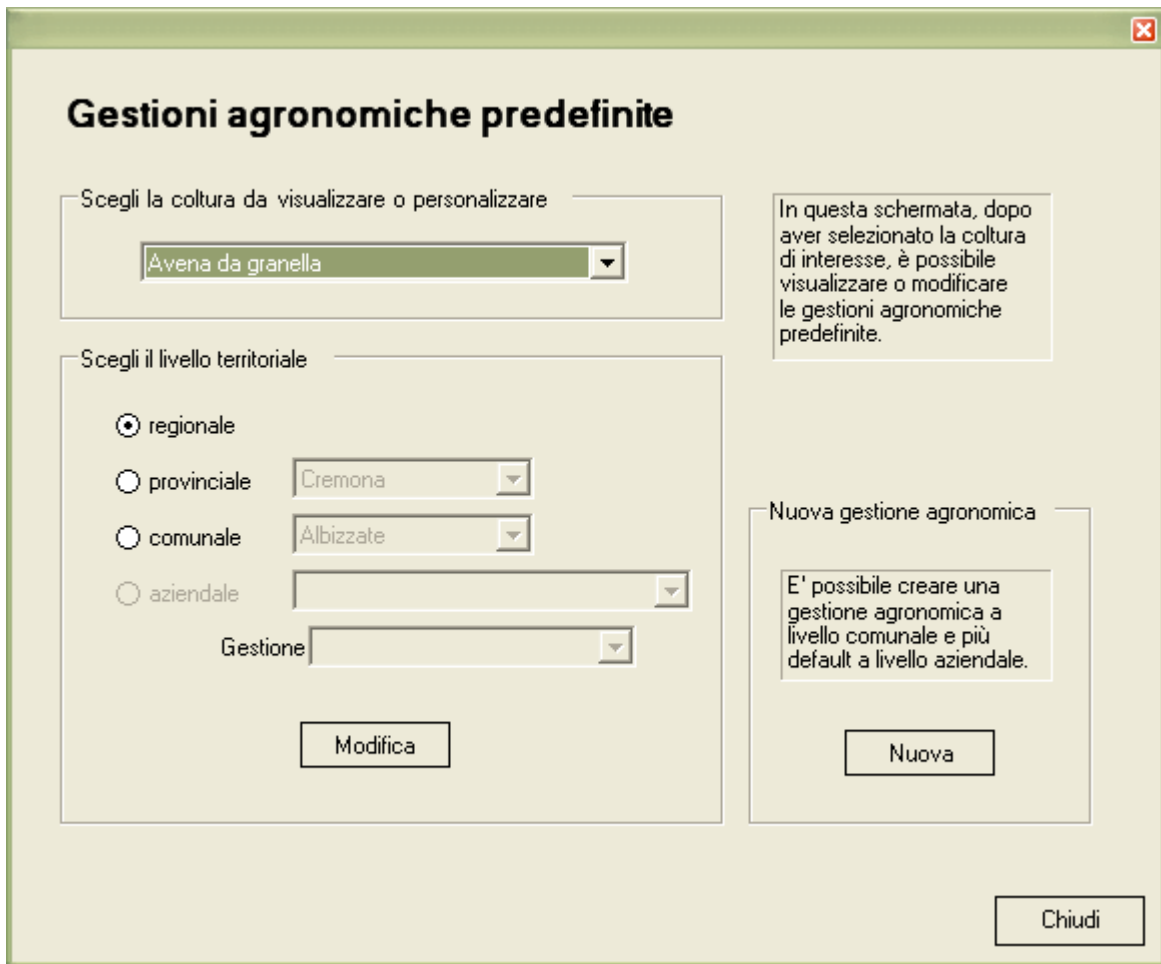 Gestioni agronomiche predefinite
Scegli la coltura da visualizzare o personalizzare
Avena da granella
In questa schermata, dopo
aver selezionato la coltura
di interesse, è possibile
visualizzare o modificare
le gestioni agronomiche
predefinite.
Scegli il livello territoriale
regionale
provinciale Cremona
comunale Albizzate
aziendale
Gestione
Modifica
Nuova gestione agronomica
E' possibile creare una
gestione agronomica a
livello comunale e più
default a livello aziendale.
Nuova
Chiudi